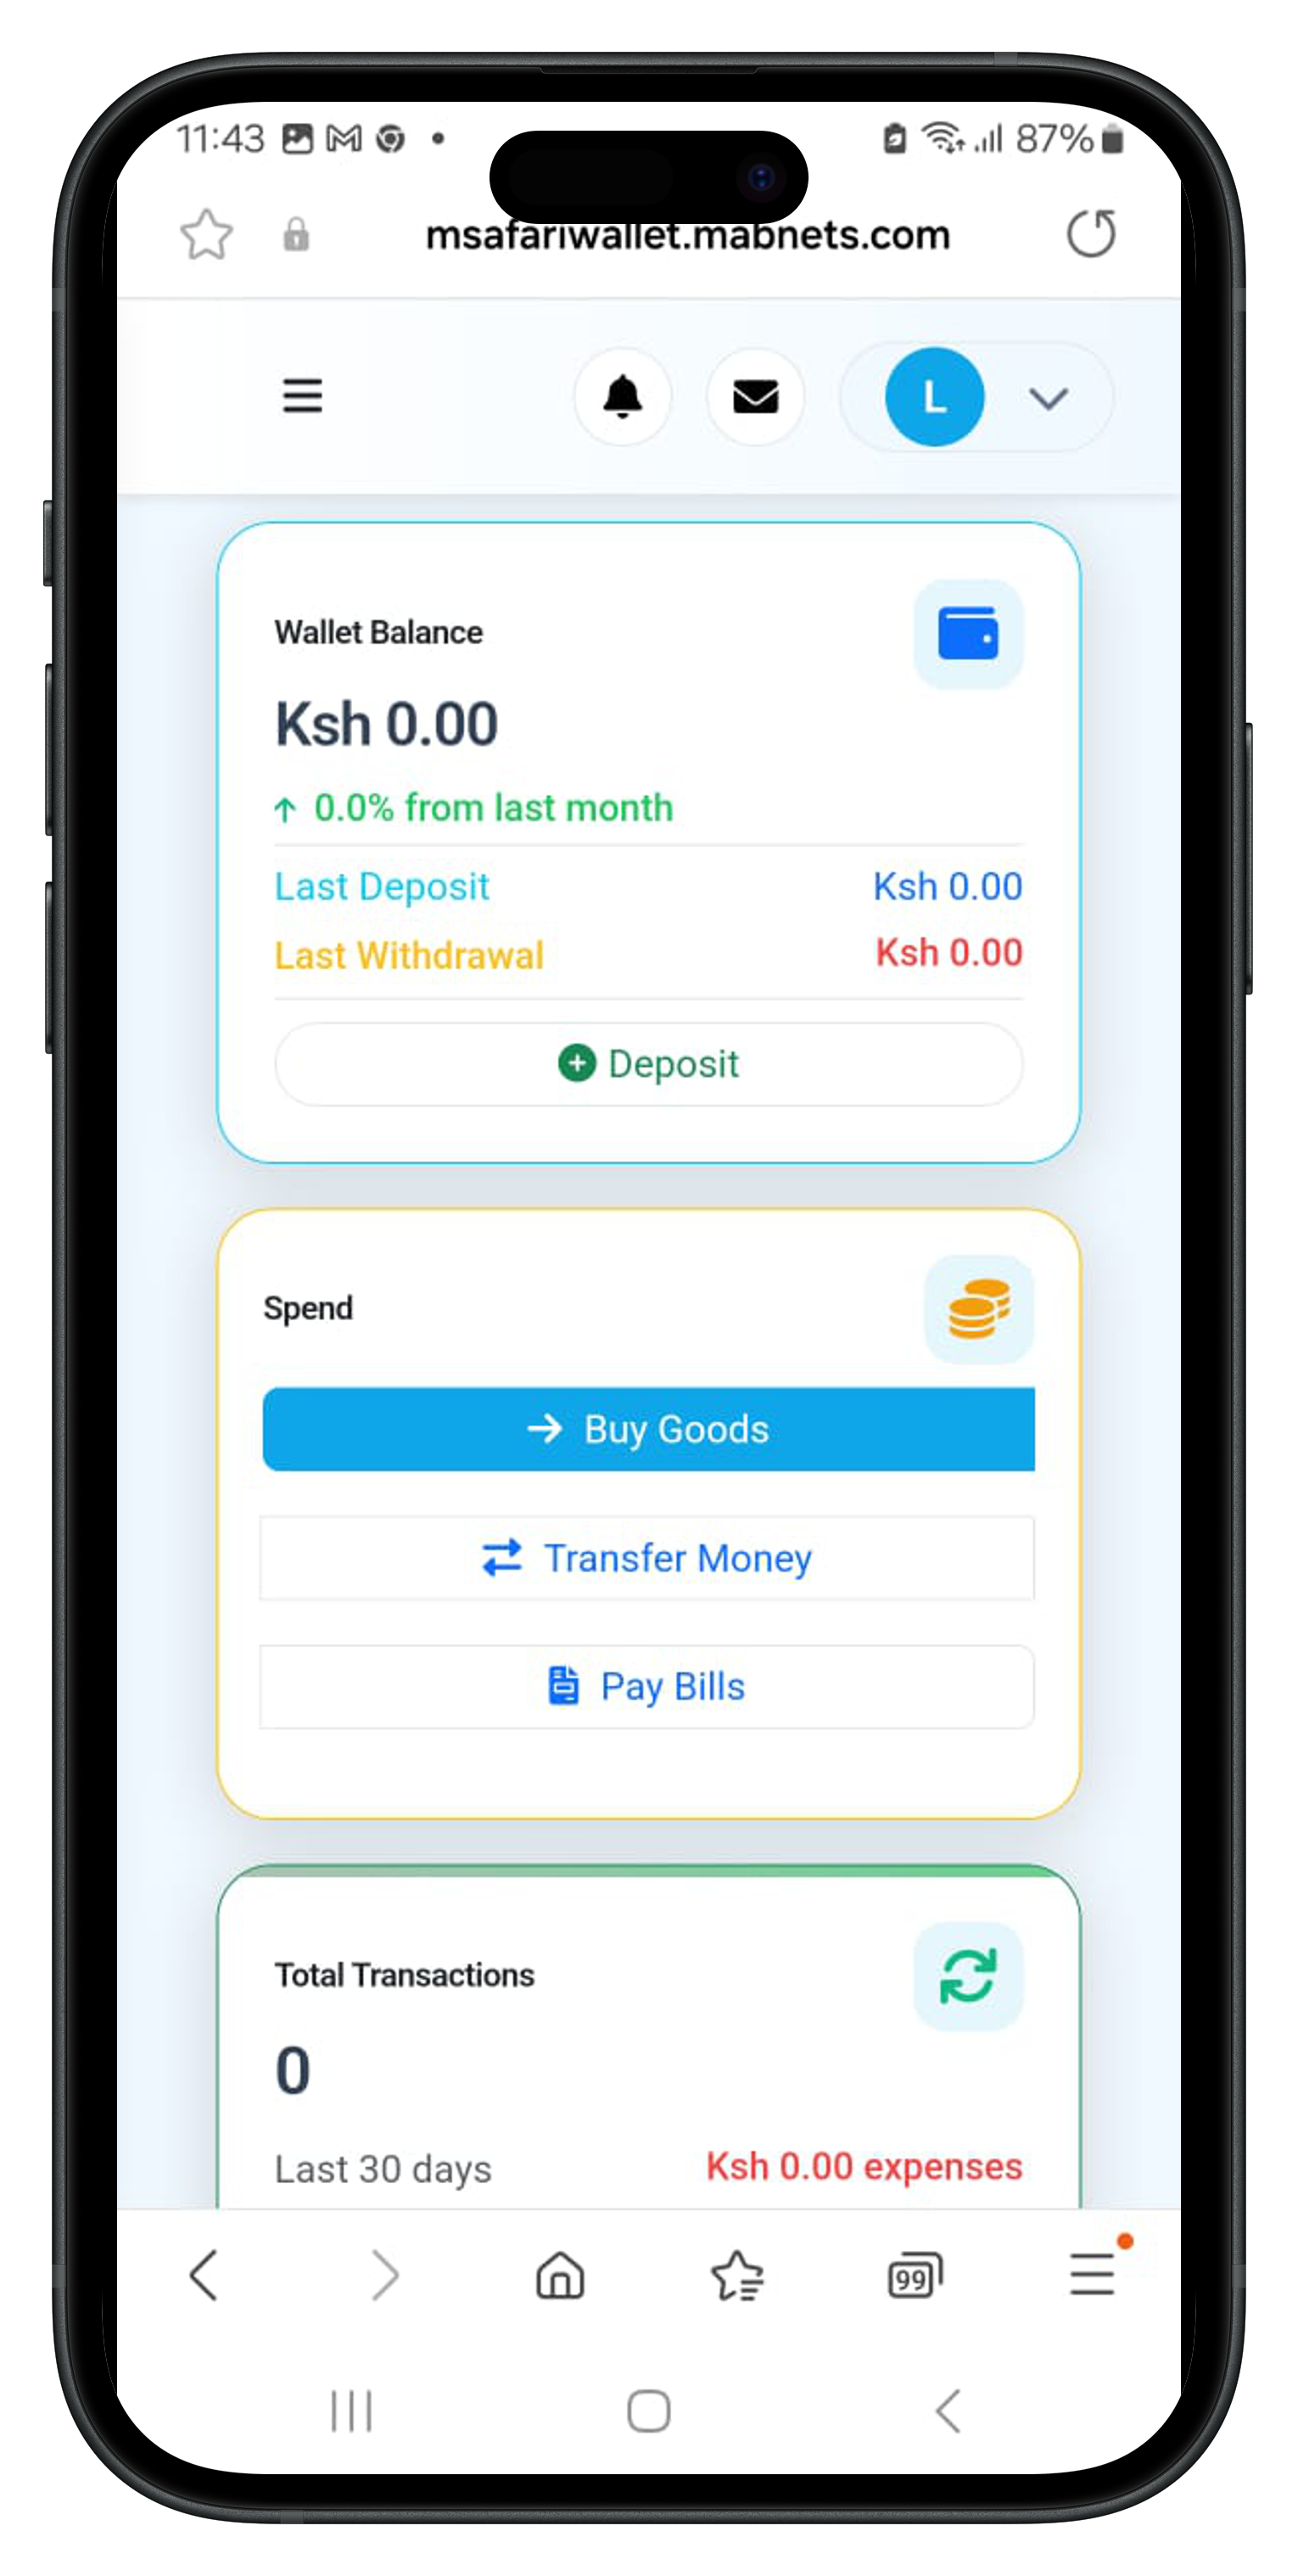 11:43
87%
msafariwallet.mabnets.com
L
Wallet Balance
Ksh 0.00
0.0% from last month
Last Deposit Ksh 0.00
Last Withdrawal Ksh 0.00
Deposit
Spend
Buy Goods
Transfer Money
Pay Bills
Total Transactions
0
Last 30 days Ksh 0.00 expenses
99